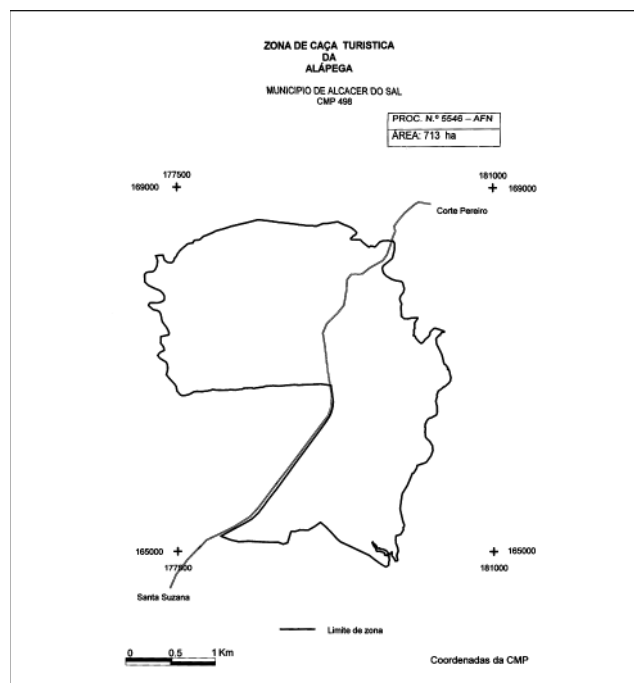 ZONA DE CAÇA TURISTICA
DA
ALÁPEGA
MUNICIPIO DE ALCACER DO SAL
CMP 498
PROC. N.º 5546 – AFN
ÁREA: 713 ha
177500
169000
181000
169000
Corte Pereiro
165000
177500
165000
181000
Santa Suzana
Limite de zona
0 0.5 1 Km
Coordenadas da CMP